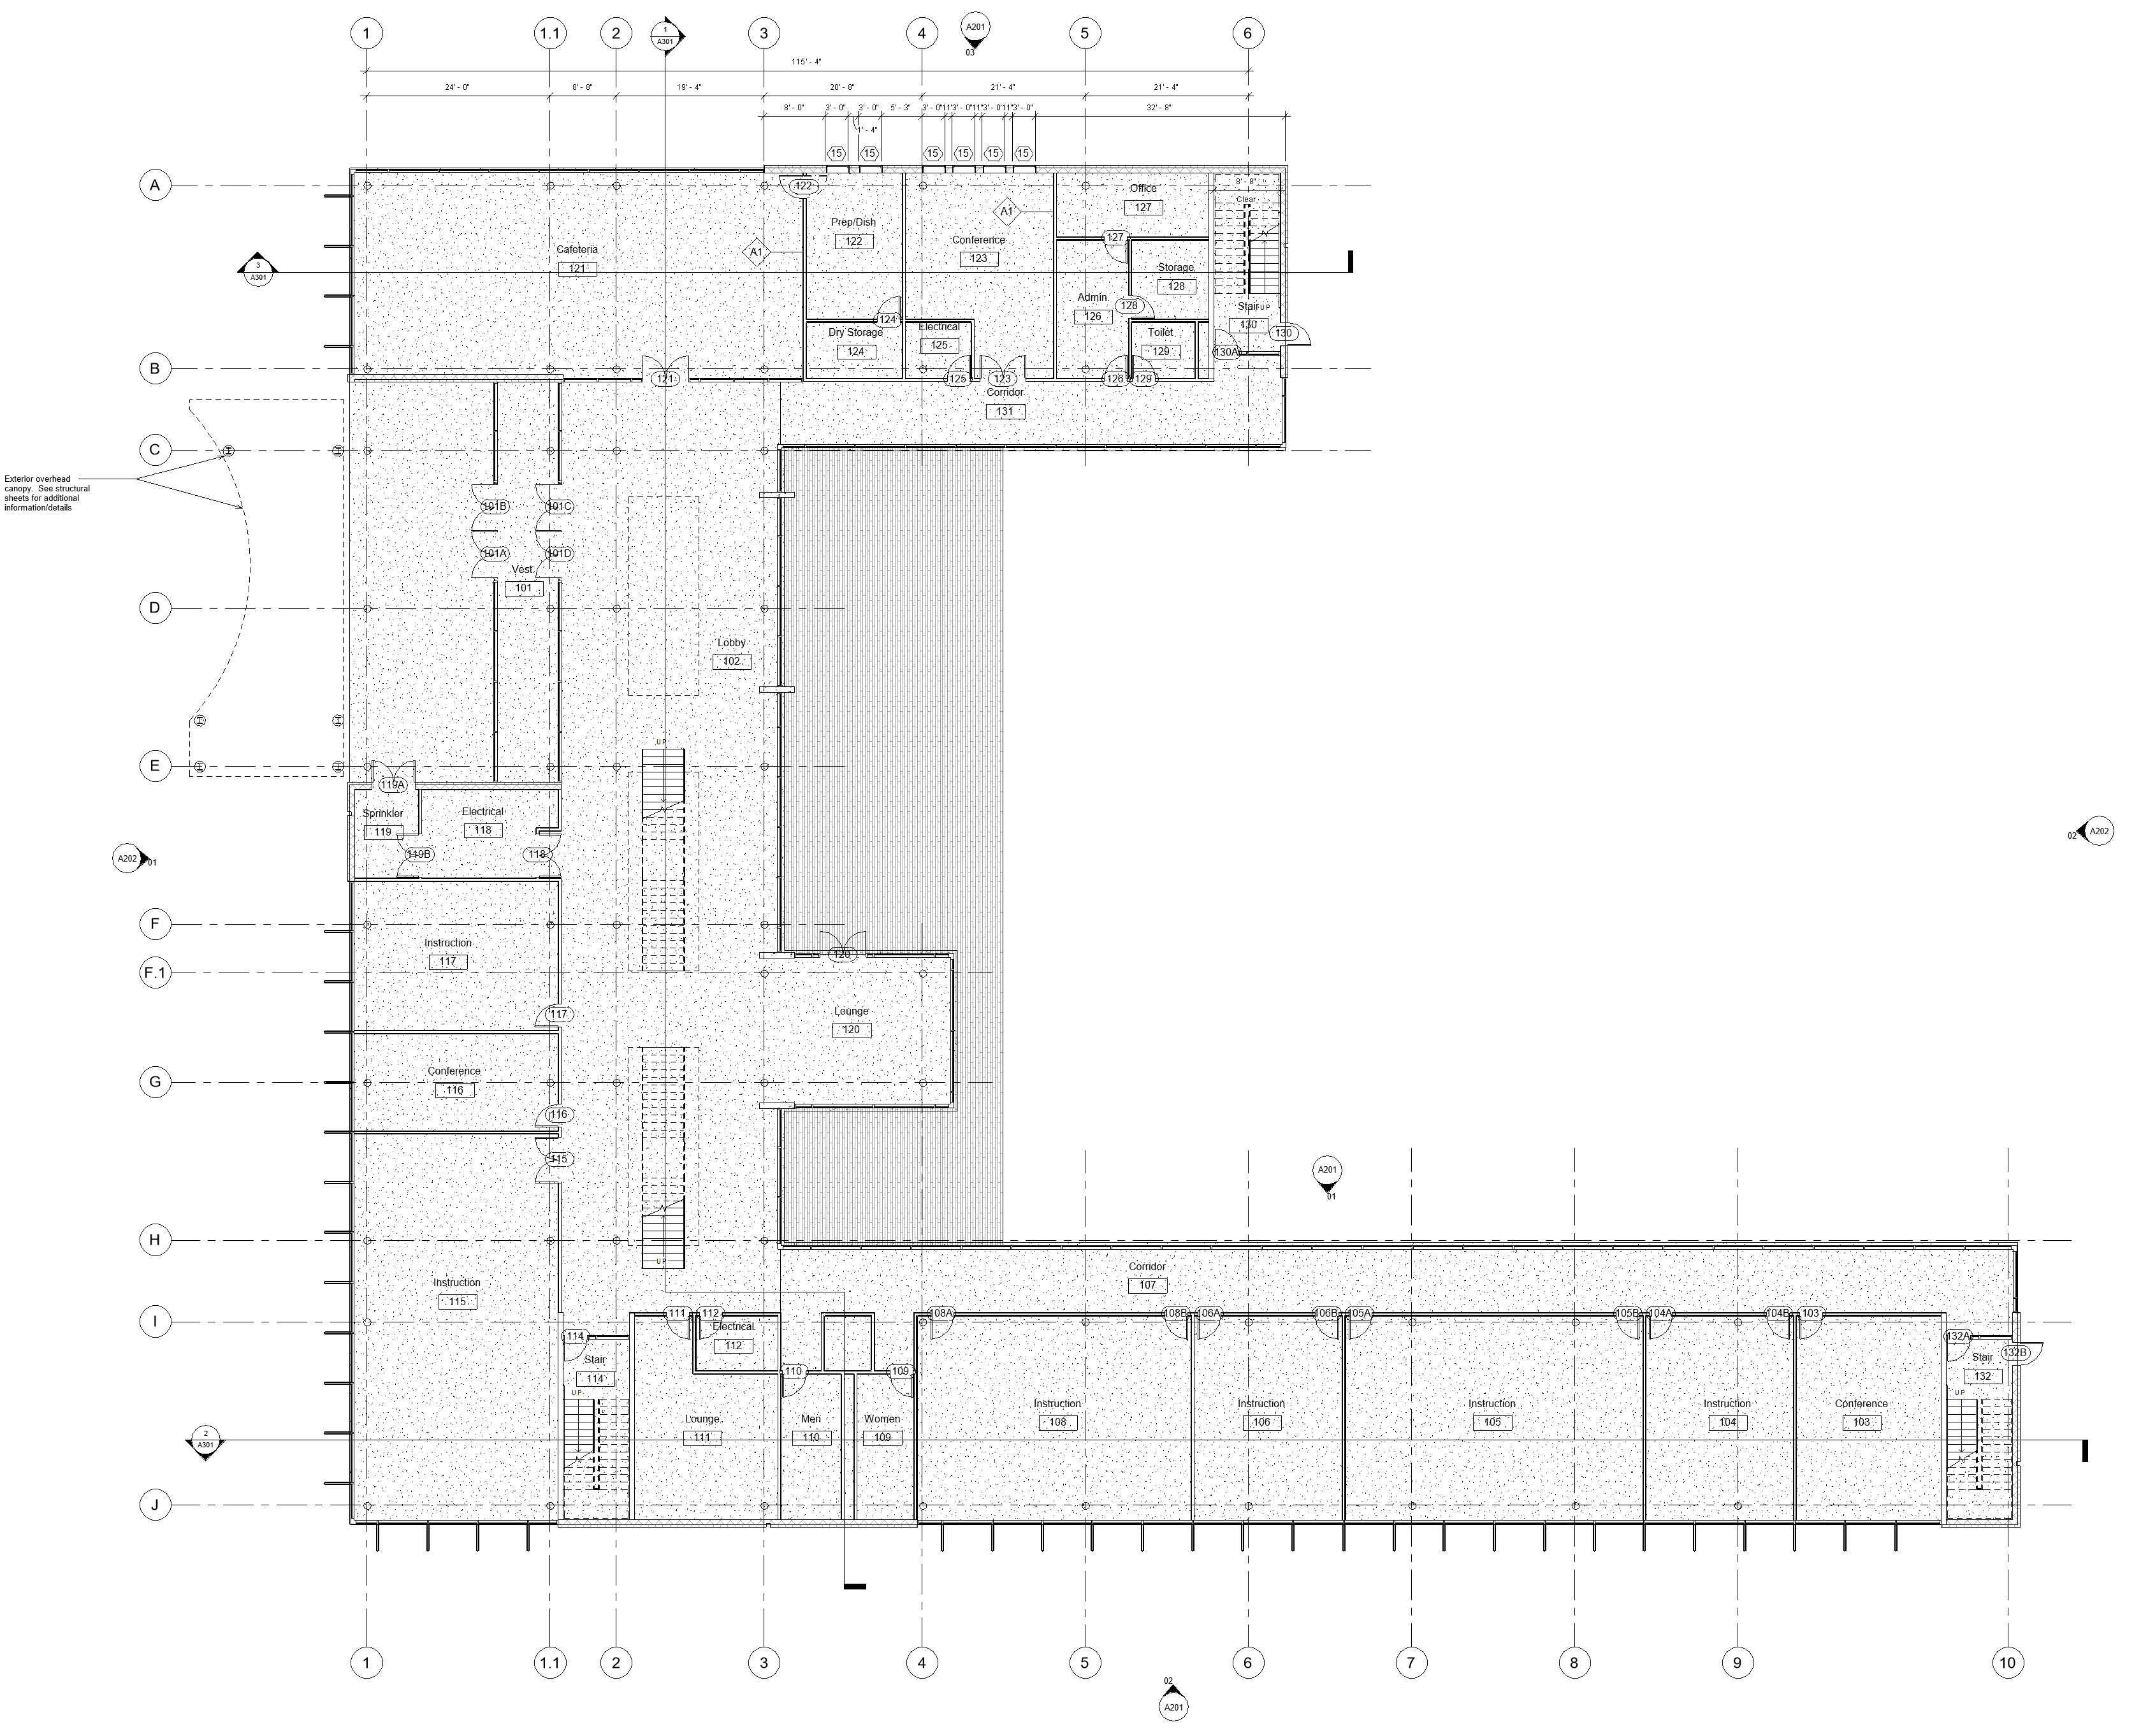 1 1.1 2 3 4 5 6
1
A301
A201
03
115' - 4"
24' - 0" 8' - 8" 19' - 4" 20' - 8" 21' - 4" 21' - 4"
8' - 0" 3' - 0" 3' - 0" 5' - 3" 3' - 0" 11" 3' - 0" 11" 3' - 0" 11" 3' - 0" 32' - 8"
1' - 4"
15 15 15 15 15 15
A
122
Office
127
8' - 8"
Clear
A1
Prep/Dish
122
Conference
123
127
Cafeteria
121
A1
3
A301
Storage
128
Admin
126
128
Stair UP
130
130
124
Dry Storage
124
Electrical
125
Toilet
129
130A
B
121
125
123
126
129
Corridor
131
C
Exterior overhead
canopy. See structural
sheets for additional
information/details
101B
101C
101A
101D
Vest
101
D
Lobby
102
UP
E
119A
Sprinkler
119
Electrical
118
119B
118
A202
01
02
A202
F
Instruction
117
120
F.1
117
Lounge
120
Conference
116
G
116
115
A201
01
H
UP
Instruction
115
Corridor
107
I
111
112
108A
108B
106A
106B
105A
105B
104A
104B
103
Electrical
112
114
Stair
114
UP
110
109
132A
132B
Stair
132
UP
Lounge
111
Men
110
Women
109
Instruction
108
Instruction
106
Instruction
105
Instruction
104
Conference
103
2
A301
J
1 1.1 2 3 4 5 6 7 8 9 10
02
A201